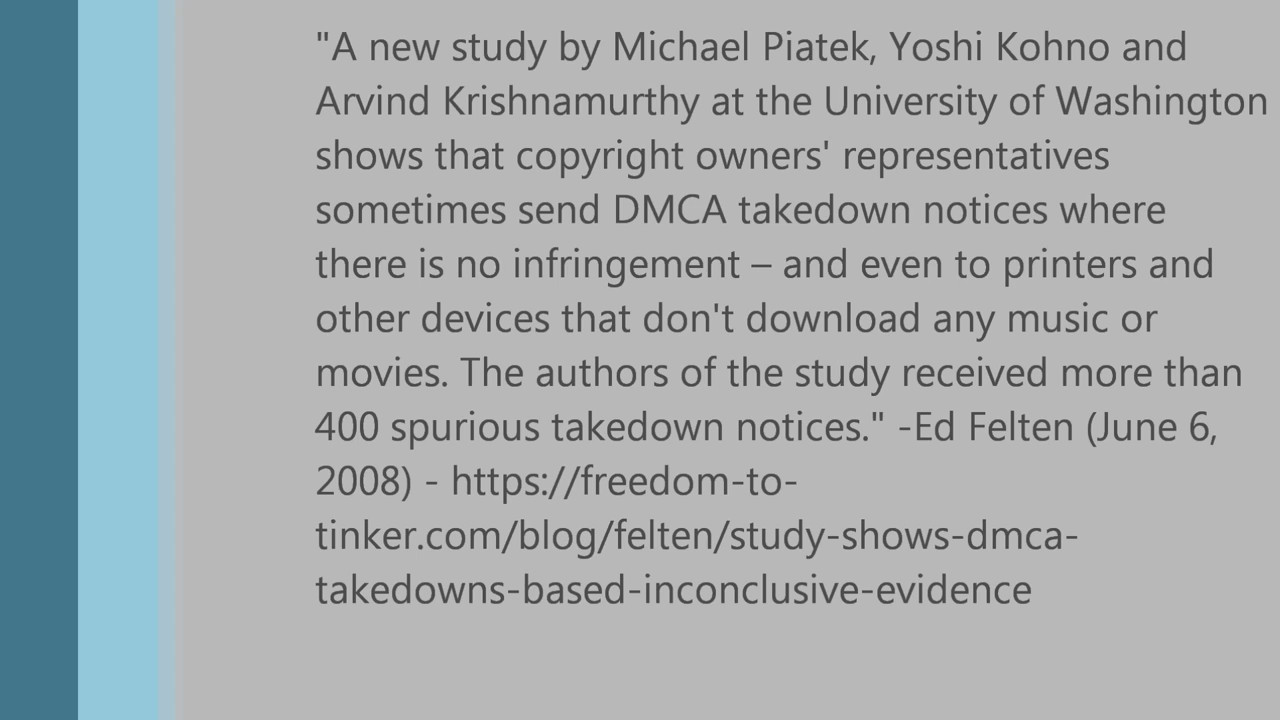 "A new study by Michael Piatek, Yoshi Kohno and
Arvind Krishnamurthy at the University of Washington
shows that copyright owners' representatives
sometimes send DMCA takedown notices where
there is no infringement – and even to printers and
other devices that don't download any music or
movies. The authors of the study received more than
400 spurious takedown notices." -Ed Felten (June 6,
2008) - https://freedom-to-
tinker.com/blog/felten/study-shows-dmca-
takedowns-based-inconclusive-evidence